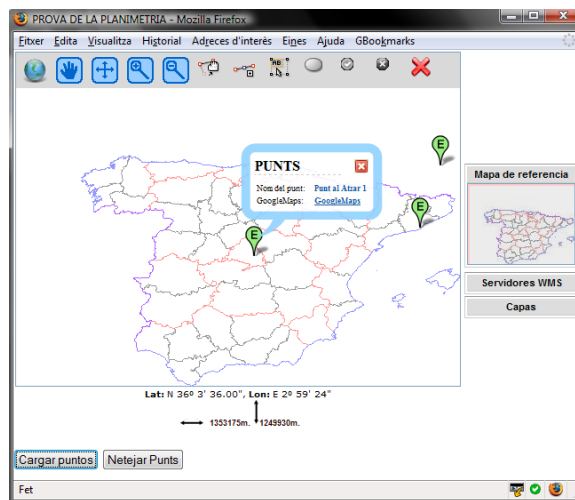 PROVA DE LA PLANIMETRIA - Mozilla Firefox
Fitxer Edita Visualitza Historial Adreces d'interés Eines Ajuda GBookmarks
AB
E
PUNTS
Nom del punt: Punt al Atzar 1
GoogleMaps: GoogleMaps
E
E
Mapa de referencia
Servidores WMS
Capas
Lat: N 36º 3' 36.00", Lon: E 2º 59' 24"
1353175m. 1249930m.
Cargar puntos Netejar Punts
Fet